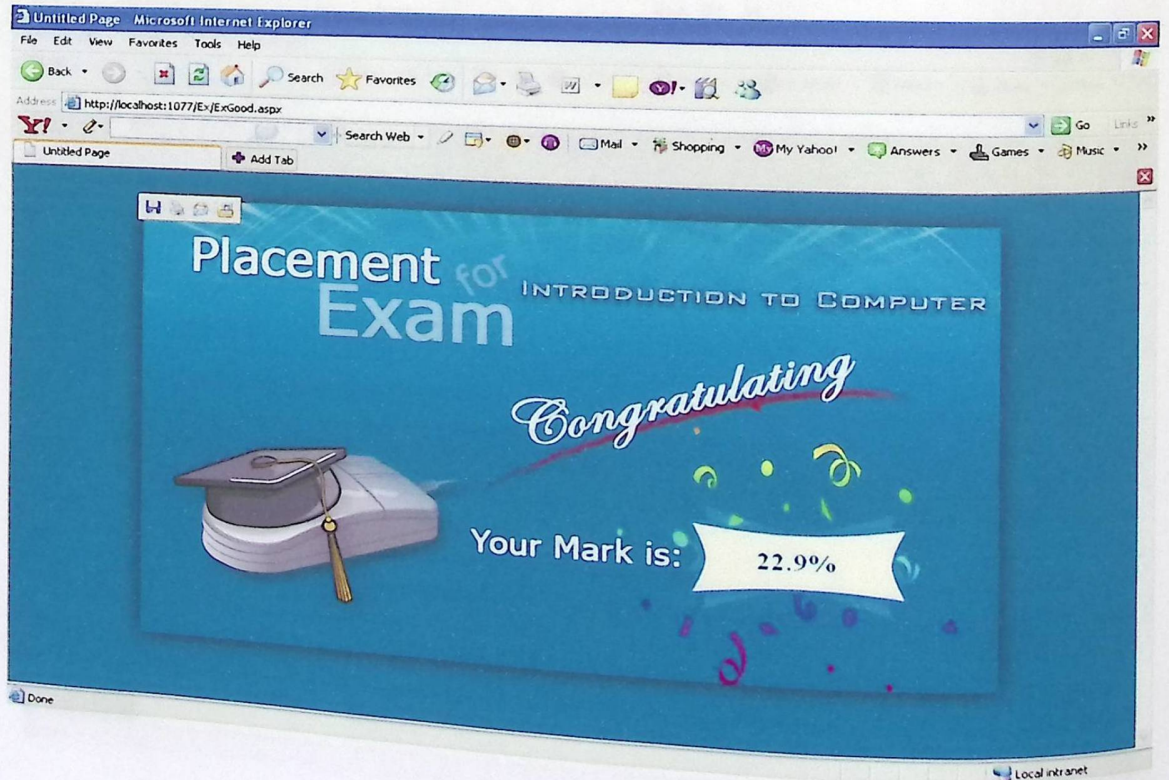 Untitled Page Microsoft Internet Explorer
File Edit View Favorites Tools Help
Back Search Favorites
Address http://localhost:1077/Ex/ExGood.aspx Go Links »
Y! Search Web Mail Shopping My Yahoo! Answers Games Music »
Untitled Page Add Tab
Placement for
Exam INTRODUCTION TO COMPUTER
Congratulating
Your Mark is: 22.9%
Done
Local intranet